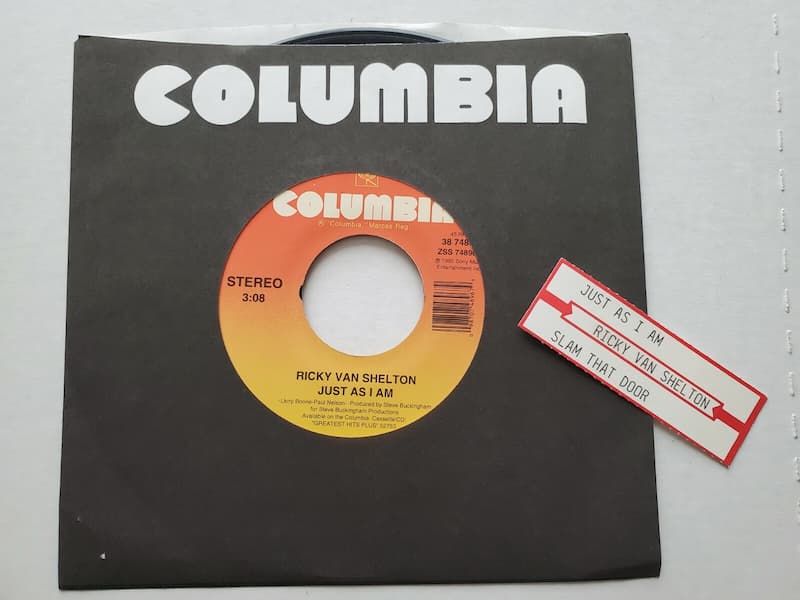 COLUMBIA
COLUMBIA
® "Columbia," Marcas Reg.
45 RPM
38 748
ZSS 7489
STEREO
3:08
RICKY VAN SHELTON
JUST AS I AM
-Larry Boone-Paul Nelson- Produced by Steve Buckingham
for Steve Buckingham Productions
Available on the Columbia Cassette/CD
"GREATEST HITS PLUS" 52753
JUST AS I AM
RICKY VAN SHELTON
SLAM THAT DOOR